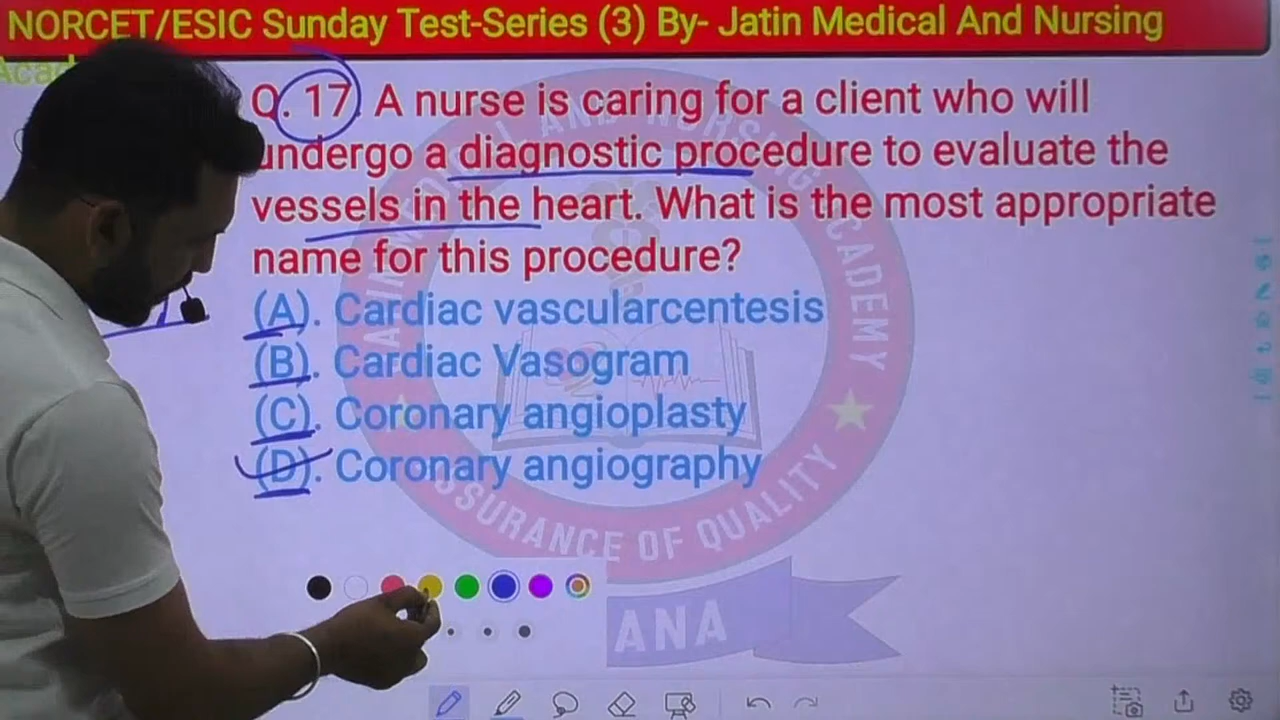 NORCET/ESIC Sunday Test-Series (3) By- Jatin Medical And Nursing
Q. 17. A nurse is caring for a client who will
undergo a diagnostic procedure to evaluate the
vessels in the heart. What is the most appropriate
name for this procedure?
(A). Cardiac vascularcentesis
(B). Cardiac Vasogram
(C). Coronary angioplasty
(D). Coronary angiography
ACADEMY
ASSURANCE OF QUALITY
ANA